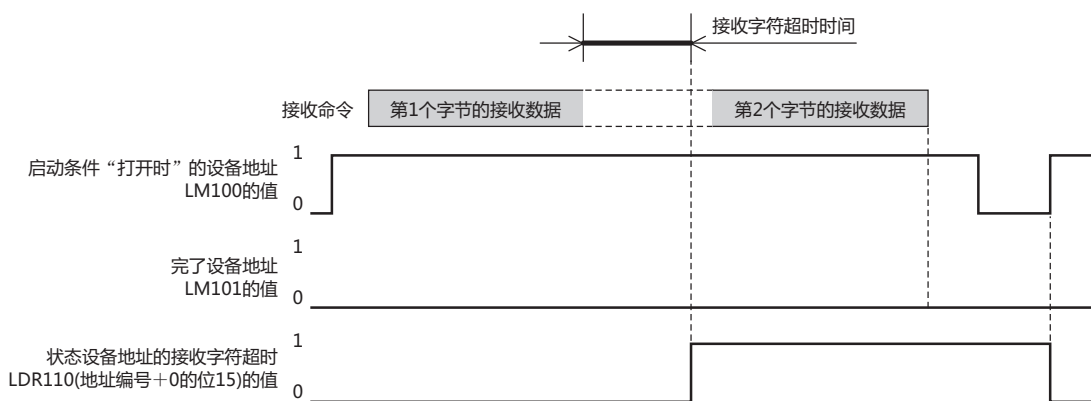 接收字符超时时间
接收命令
第1个字节的接收数据
第2个字节的接收数据
启动条件“打开时”的设备地址
LM100的值
1
0
完了设备地址
LM101的值
1
0
状态设备地址的接收字符超时
LDR110(地址编号＋0的位15)的值
1
0